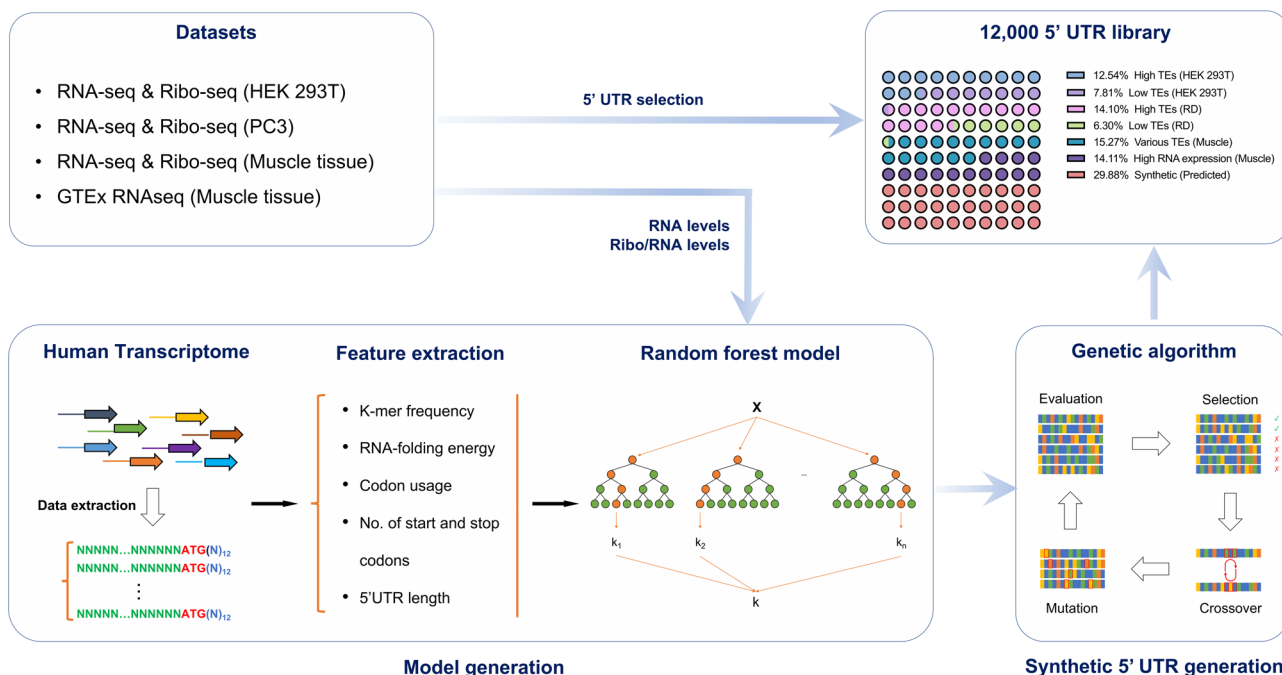 Datasets
• RNA-seq & Ribo-seq (HEK 293T)
• RNA-seq & Ribo-seq (PC3)
• RNA-seq & Ribo-seq (Muscle tissue)
• GTEx RNAseq (Muscle tissue)
5' UTR selection
RNA levels
Ribo/RNA levels
12,000 5' UTR library
12.54% High TEs (HEK 293T)
7.81% Low TEs (HEK 293T)
14.10% High TEs (RD)
6.30% Low TEs (RD)
15.27% Various TEs (Muscle)
14.11% High RNA expression (Muscle)
29.88% Synthetic (Predicted)
Human Transcriptome
Data extraction
NNNNN...NNNNNNATG(N)12
NNNNN...NNNNNNATG(N)12
⋮
NNNNN...NNNNNNATG(N)12
Feature extraction
• K-mer frequency
• RNA-folding energy
• Codon usage
• No. of start and stop
codons
• 5'UTR length
Random forest model
X
...
k1
k2
kn
k
Model generation
Genetic algorithm
Evaluation
Selection
✓
✓
✗
✗
✗
✗
Mutation
Crossover
Synthetic 5' UTR generation